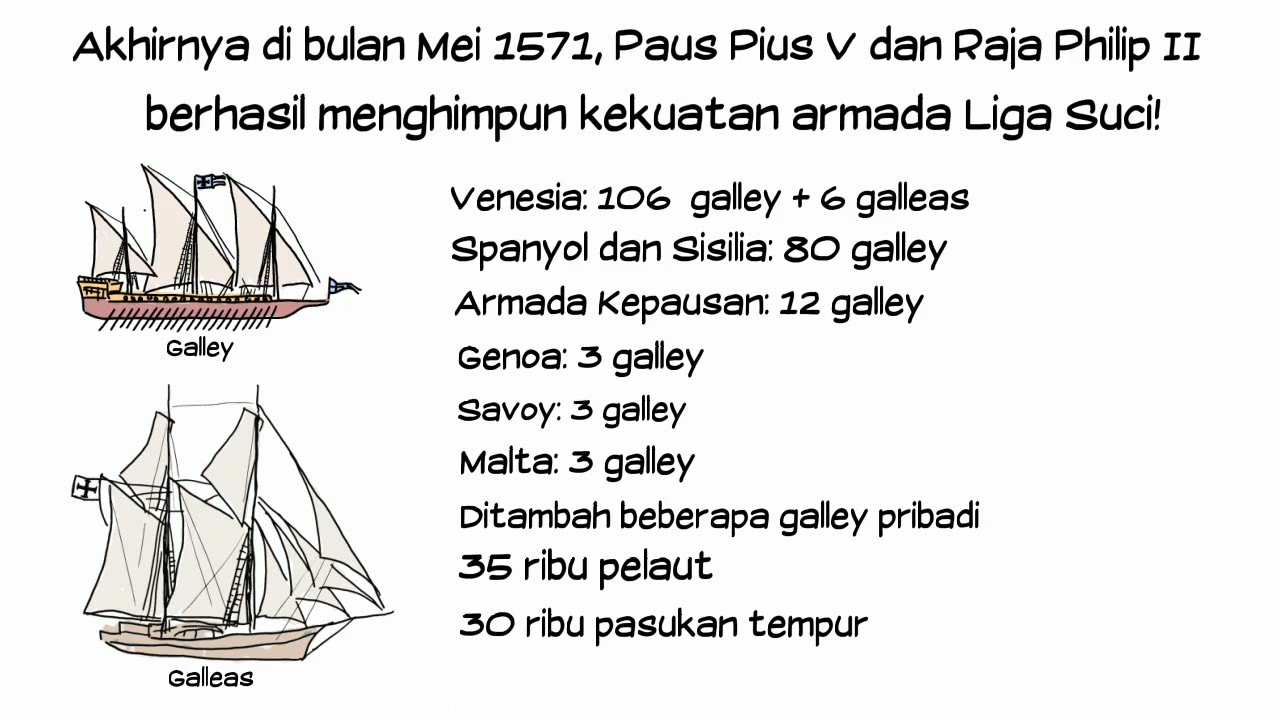 Akhirnya di bulan Mei 1571, Paus Pius V dan Raja Philip II
berhasil menghimpun kekuatan armada Liga Suci!
Venesia: 106 galley + 6 galleas
Spanyol dan Sisilia: 80 galley
Armada Kepausan: 12 galley
Genoa: 3 galley
Savoy: 3 galley
Malta: 3 galley
Ditambah beberapa galley pribadi
35 ribu pelaut
30 ribu pasukan tempur
Galley
Galleas